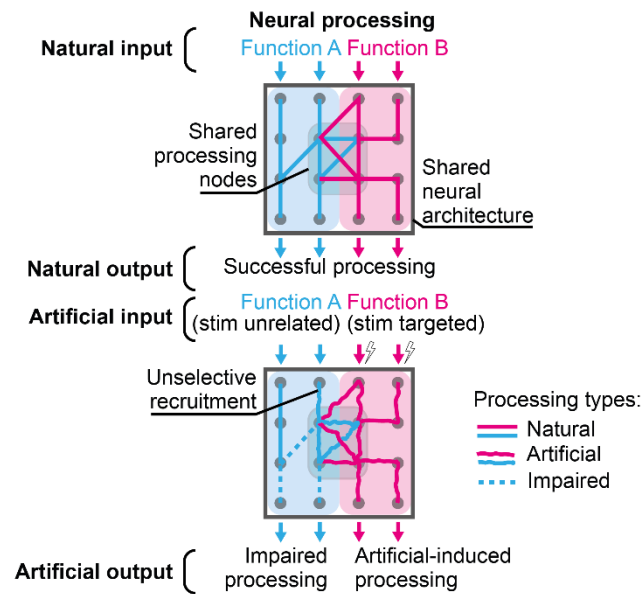 Neural processing
Natural input
Function A Function B
Shared
processing
nodes
Shared
neural
architecture
Natural output
Successful processing
Function A Function B
Artificial input
(stim unrelated) (stim targeted)
Unselective
recruitment
Processing types:
Natural
Artificial
Impaired
Artificial output
Impaired
processing
Artificial-induced
processing